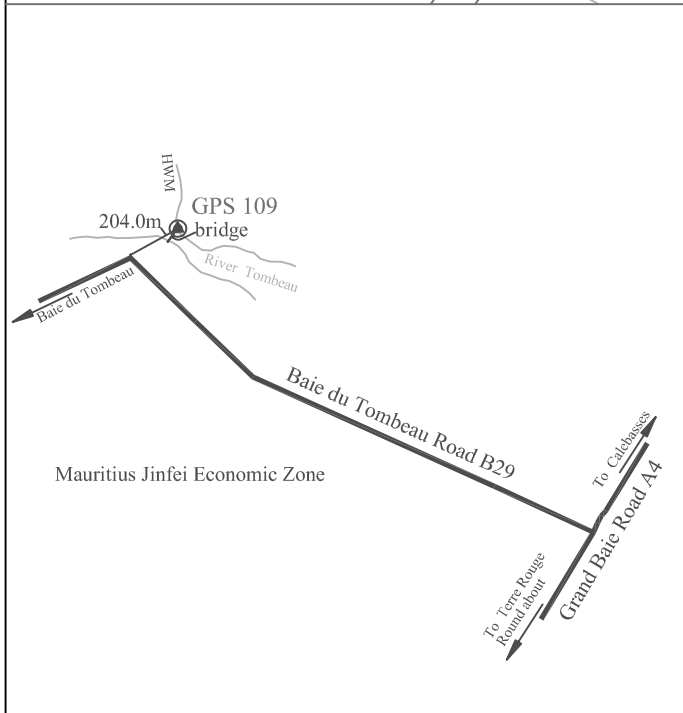 HWM
GPS 109
204.0m
bridge
River Tombeau
Baie du Tombeau
Baie du Tombeau Road B29
Mauritius Jinfei Economic Zone
To Calebasses
Grand Baie Road A4
To Terre Rouge
Round about